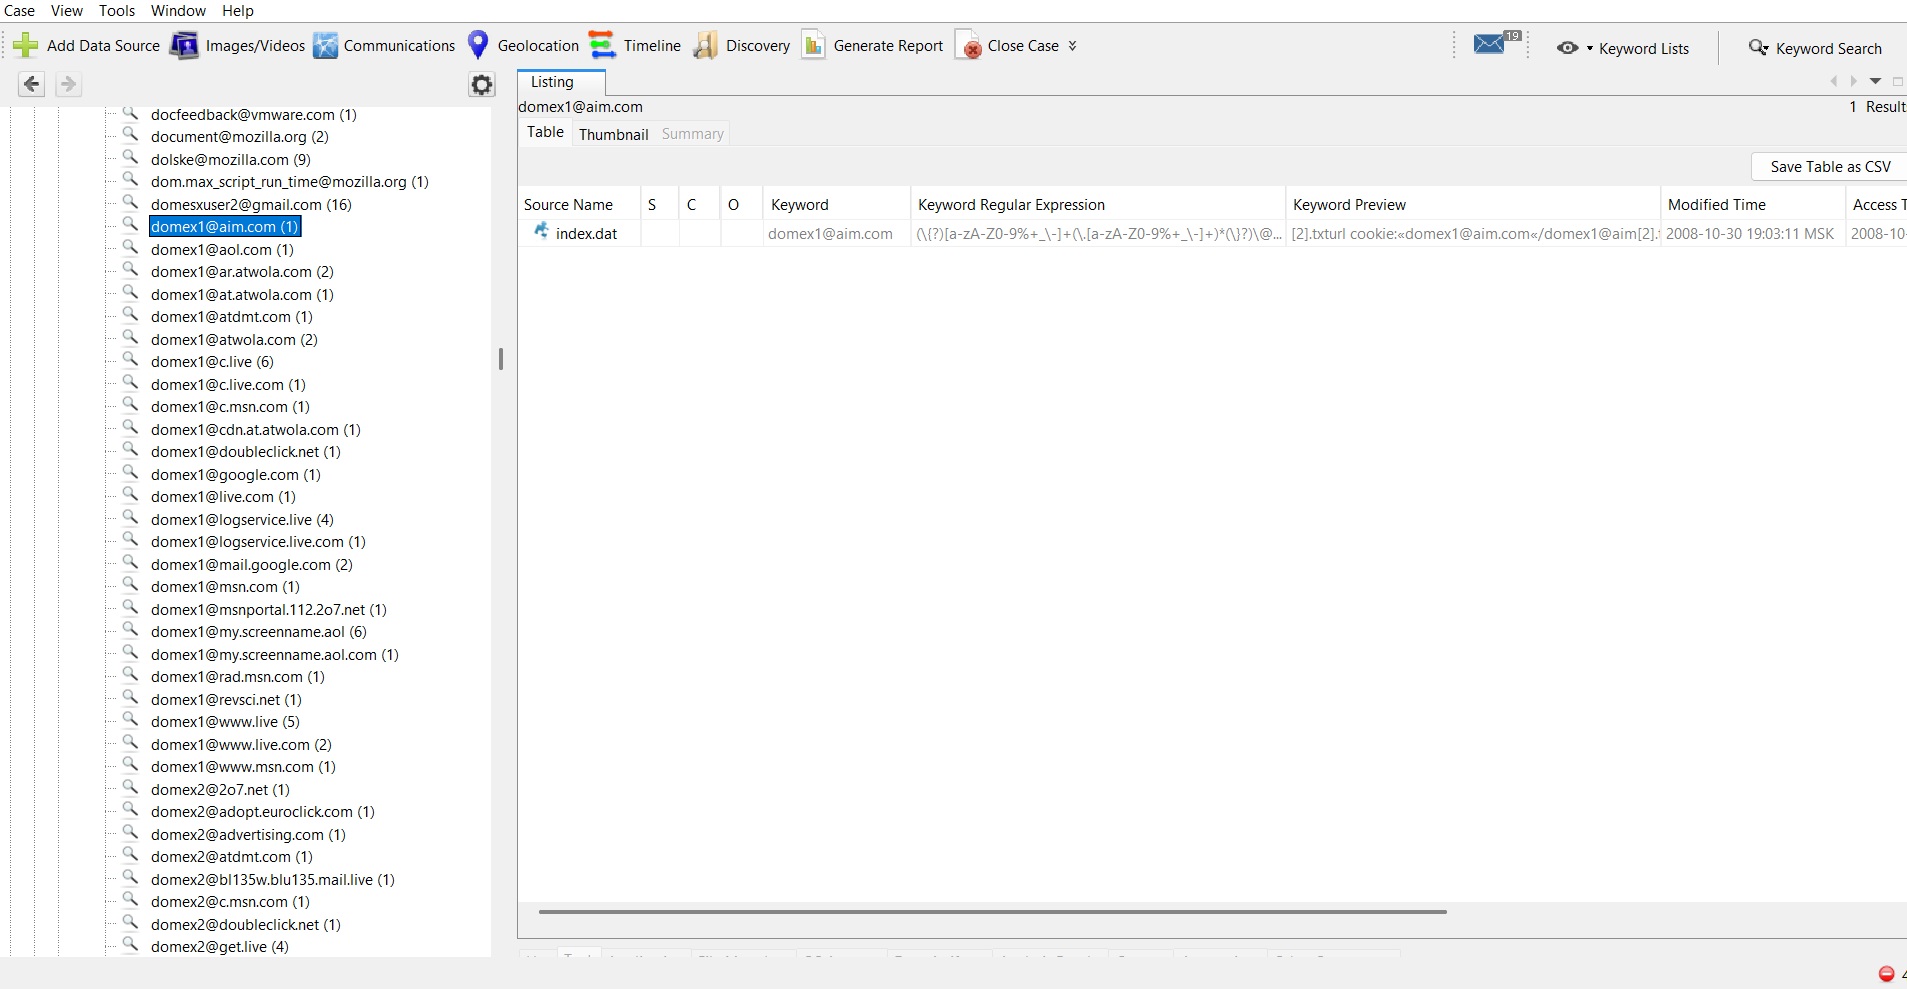 Case View Tools Window Help
Add Data Source Images/Videos Communications Geolocation Timeline Discovery Generate Report Close Case 19 Keyword Lists Keyword Search
Listing
domex1@aim.com 1 Results
Table Thumbnail Summary
Save Table as CSV
Source Name S C O Keyword Keyword Regular Expression Keyword Preview Modified Time Access T
index.dat domex1@aim.com (\{?)[a-zA-Z0-9%+_\-]+(\.[a-zA-Z0-9%+_\-]+)*(\}?)\@... [2].txturl cookie:«domex1@aim.com«/domex1@aim[2].t 2008-10-30 19:03:11 MSK 2008-10-
docfeedback@vmware.com (1)
document@mozilla.org (2)
dolske@mozilla.com (9)
dom.max_script_run_time@mozilla.org (1)
domesxuser2@gmail.com (16)
domex1@aim.com (1)
domex1@aol.com (1)
domex1@ar.atwola.com (2)
domex1@at.atwola.com (1)
domex1@atdmt.com (1)
domex1@atwola.com (2)
domex1@c.live (6)
domex1@c.live.com (1)
domex1@c.msn.com (1)
domex1@cdn.at.atwola.com (1)
domex1@doubleclick.net (1)
domex1@google.com (1)
domex1@live.com (1)
domex1@logservice.live (4)
domex1@logservice.live.com (1)
domex1@mail.google.com (2)
domex1@msn.com (1)
domex1@msnportal.112.2o7.net (1)
domex1@my.screenname.aol (6)
domex1@my.screenname.aol.com (1)
domex1@rad.msn.com (1)
domex1@revsci.net (1)
domex1@www.live (5)
domex1@www.live.com (2)
domex1@www.msn.com (1)
domex2@2o7.net (1)
domex2@adopt.euroclick.com (1)
domex2@advertising.com (1)
domex2@atdmt.com (1)
domex2@bl135w.blu135.mail.live (1)
domex2@c.msn.com (1)
domex2@doubleclick.net (1)
domex2@get.live (4)